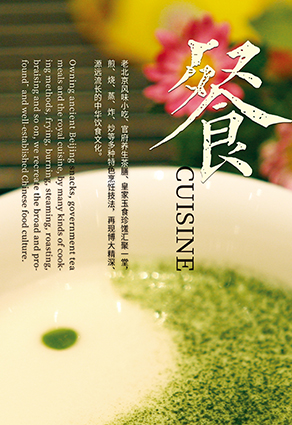 餐
CUISINE
老北京风味小吃、官府养生茶膳、皇家玉食珍馐汇聚一堂，
煎、烧、蒸、炸、炒等多种特色烹饪技法，再现博大精深、
源远流长的中华饮食文化。
Owning ancient Beijing snacks, government tea
meals and the royal cuisine, by many kinds of cook-
ing methods, frying, burning, steaming, roasting,
braising and so on, we recreate the broad and pro-
found, and well-established Chinese food culture.